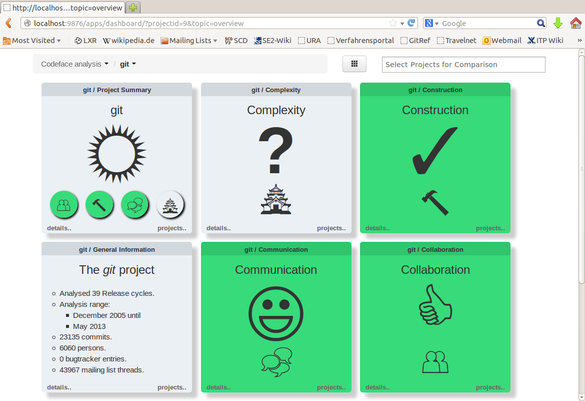 http://localhos...topic=overview
localhost:9876/apps/dashboard/?projectid=9&topic=overview
Google
Most Visited LXR Wikipedia.de Mailing Lists SCD SE2-Wiki URA Verfahrensportal GitRef Travelnet Webmail ITP Wiki »
Codeface analysis / git
Select Projects for Comparison
git / Project Summary
git
details..
projects..
git / Complexity
Complexity
?
details..
projects..
git / Construction
Construction
details..
projects..
git / General Information
The git project
Analysed 39 Release cycles.
Analysis range:
December 2005 until
May 2013
23135 commits.
6060 persons.
0 bugtracker entries.
43967 mailing list threads.
details..
projects..
git / Communication
Communication
details..
projects..
git / Collaboration
Collaboration
details..
projects..